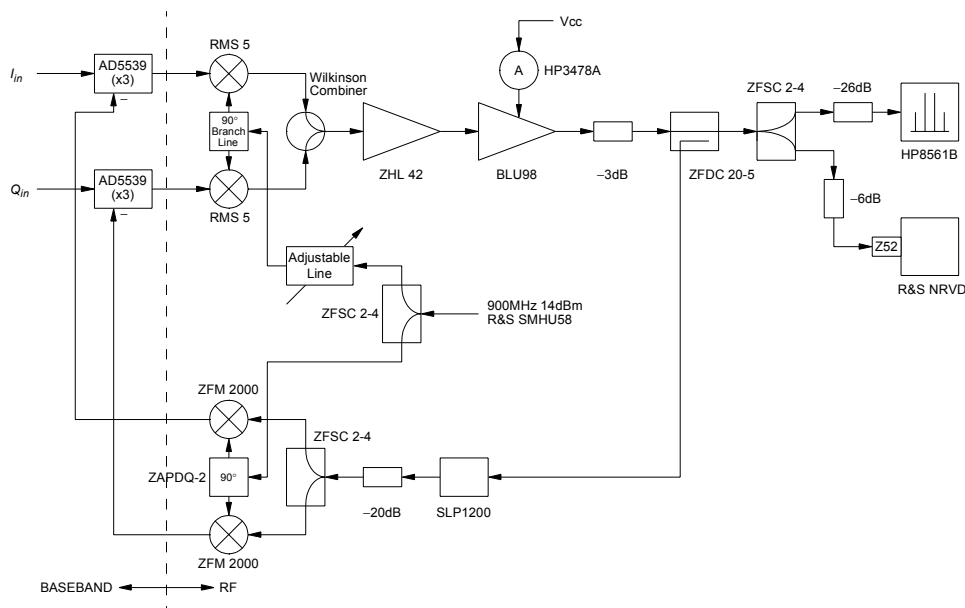 Vcc
RMS 5
AD5539
(x3)
I in
–
A
HP3478A
Wilkinson
Combiner
ZFSC 2-4
–26dB
90°
Branch
Line
HP8561B
ZHL 42
BLU98
–3dB
ZFDC 20-5
AD5539
(x3)
Q in
–
RMS 5
–6dB
Z52
R&S NRVD
Adjustable
Line
ZFSC 2-4
900MHz 14dBm
R&S SMHU58
ZFM 2000
ZFSC 2-4
ZAPDQ-2
90°
–20dB
SLP1200
ZFM 2000
BASEBAND
RF